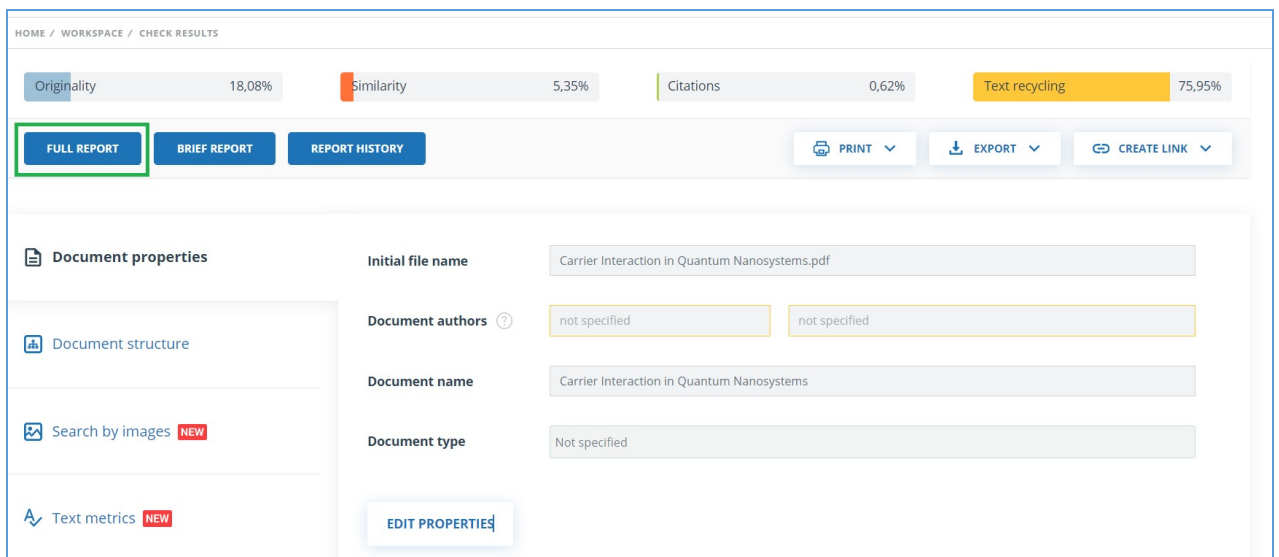 HOME / WORKSPACE / CHECK RESULTS
Originality 18,08% Similarity 5,35% Citations 0,62% Text recycling 75,95%
FULL REPORT BRIEF REPORT REPORT HISTORY PRINT EXPORT CREATE LINK
Document properties
Document structure
Search by images NEW
Text metrics NEW
Initial file name Carrier Interaction in Quantum Nanosystems.pdf
Document authors ? not specified not specified
Document name Carrier Interaction in Quantum Nanosystems
Document type Not specified
EDIT PROPERTIES